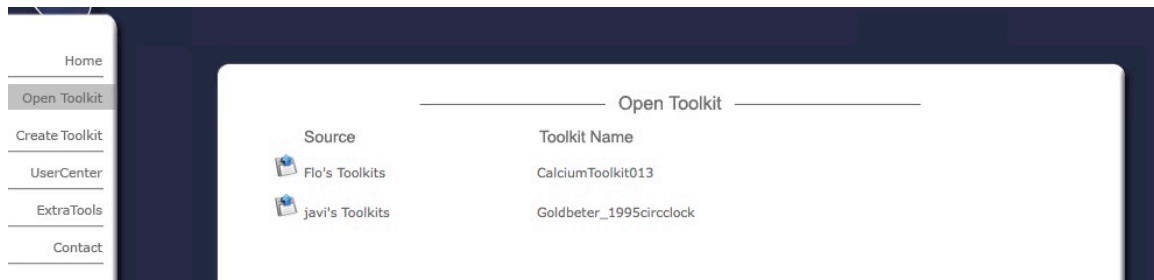 Home
Open Toolkit
Create Toolkit
UserCenter
ExtraTools
Contact
Open Toolkit
Source Toolkit Name
Flo's Toolkits CalciumToolkit013
javi's Toolkits Goldbeter_1995circclock